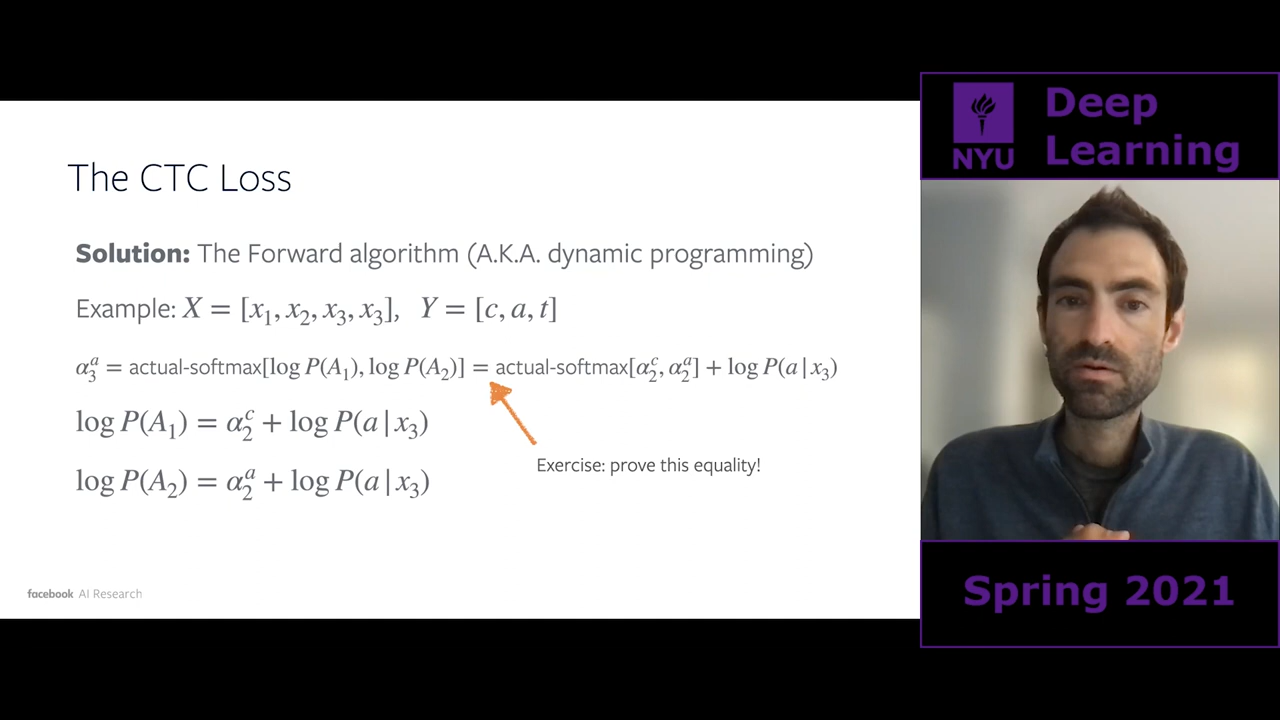 The CTC Loss
Solution: The Forward algorithm (A.K.A. dynamic programming)
Example: X = [x₁, x₂, x₃, x₃], Y = [c, a, t]
α₃ᵃ = actual-softmax[log P(A₁), log P(A₂)] = actual-softmax[α₂ᶜ, α₂ᵃ] + log P(a | x₃)
log P(A₁) = α₂ᶜ + log P(a | x₃)
Exercise: prove this equality!
log P(A₂) = α₂ᵃ + log P(a | x₃)
facebook AI Research
NYU
Deep
Learning
Spring 2021